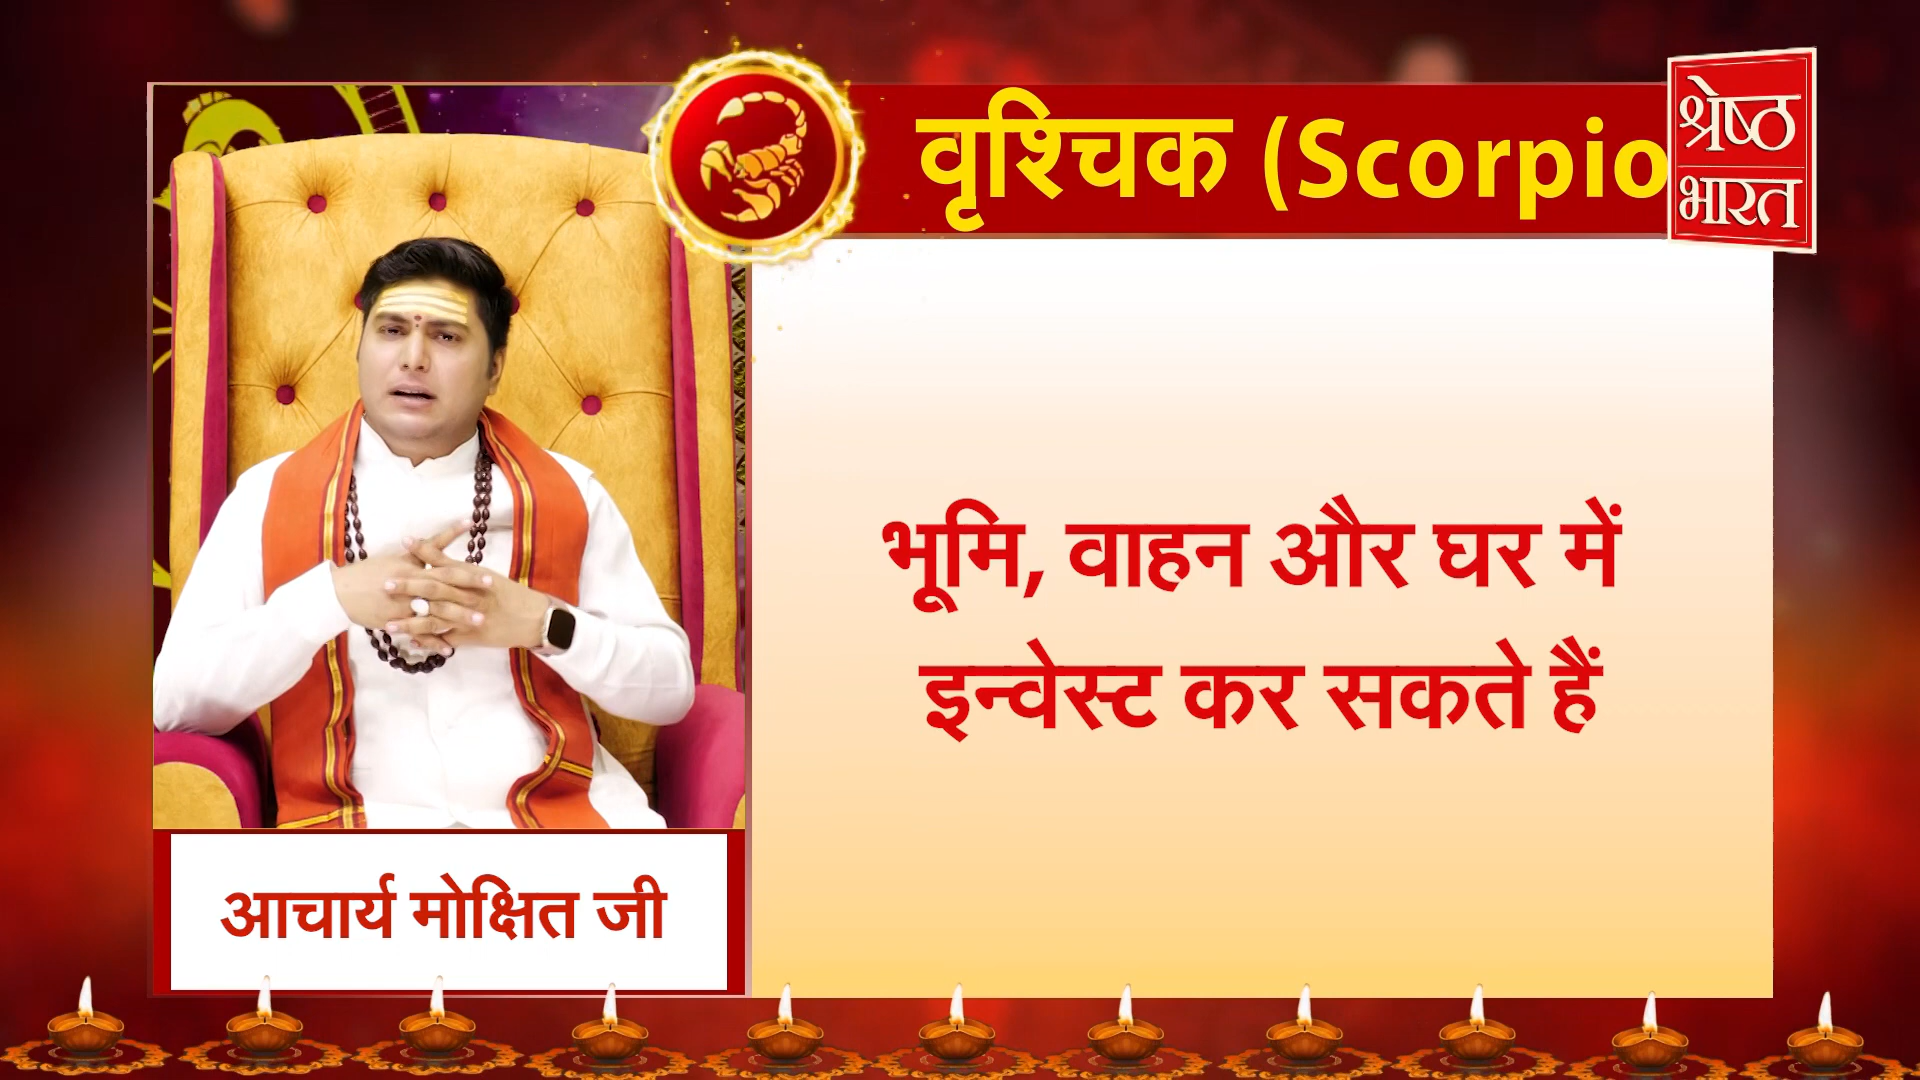 वृश्चिक (Scorpio
श्रेष्ठ
भारत
भूमि, वाहन और घर में
इन्वेस्ट कर सकते हैं
आचार्य मोक्षित जी